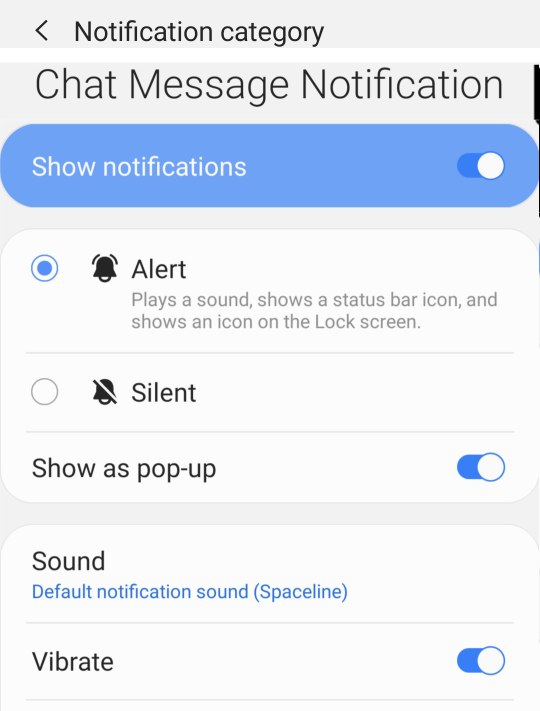 Notification category
Chat Message Notification
Show notifications
Alert
Plays a sound, shows a status bar icon, and
shows an icon on the Lock screen.
Silent
Show as pop-up
Sound
Default notification sound (Spaceline)
Vibrate